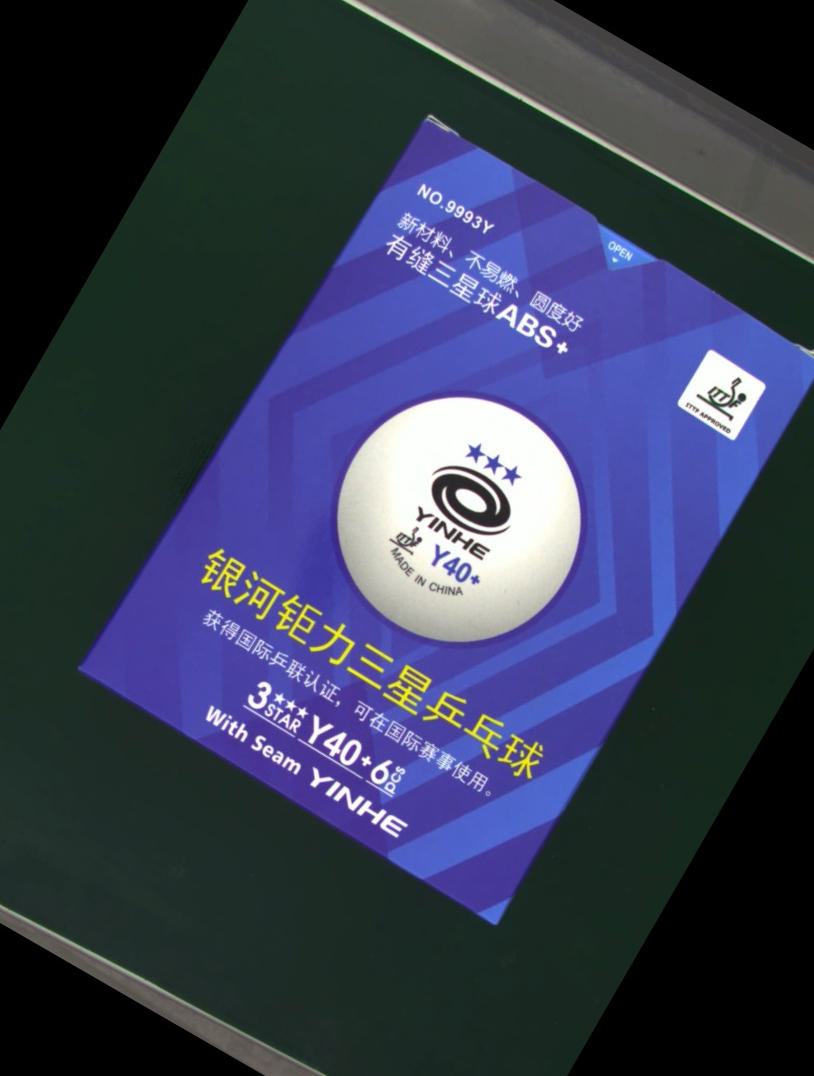 NO.9993Y
新材料、不易燃、圆度好
有缝三星球ABS+
OPEN
ITTF
ITTF APPROVED
★★★
YINHE
ITTF Y40+
MADE IN CHINA
银河钜力三星乒乓球
获得国际乒联认证，可在国际赛事使用。
3★★★STAR Y40+6PCS
With Seam YINHE